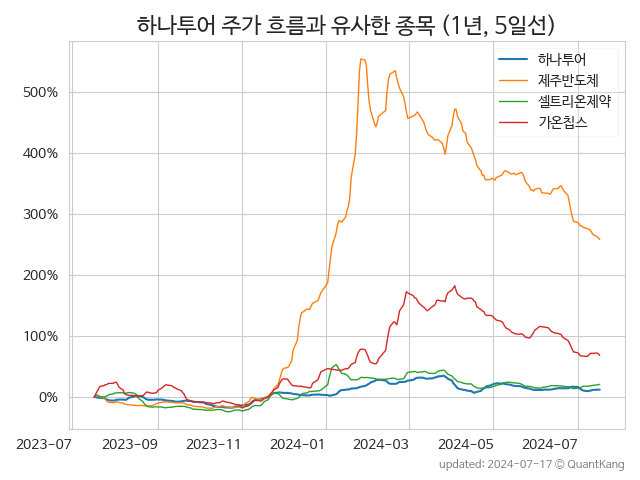 하나투어 주가 흐름과 유사한 종목 (1년, 5일선)
하나투어
제주반도체
셀트리온제약
가온칩스
500%
400%
300%
200%
100%
0%
2023-07
2023-09
2023-11
2024-01
2024-03
2024-05
2024-07
updated: 2024-07-17 © QuantKang